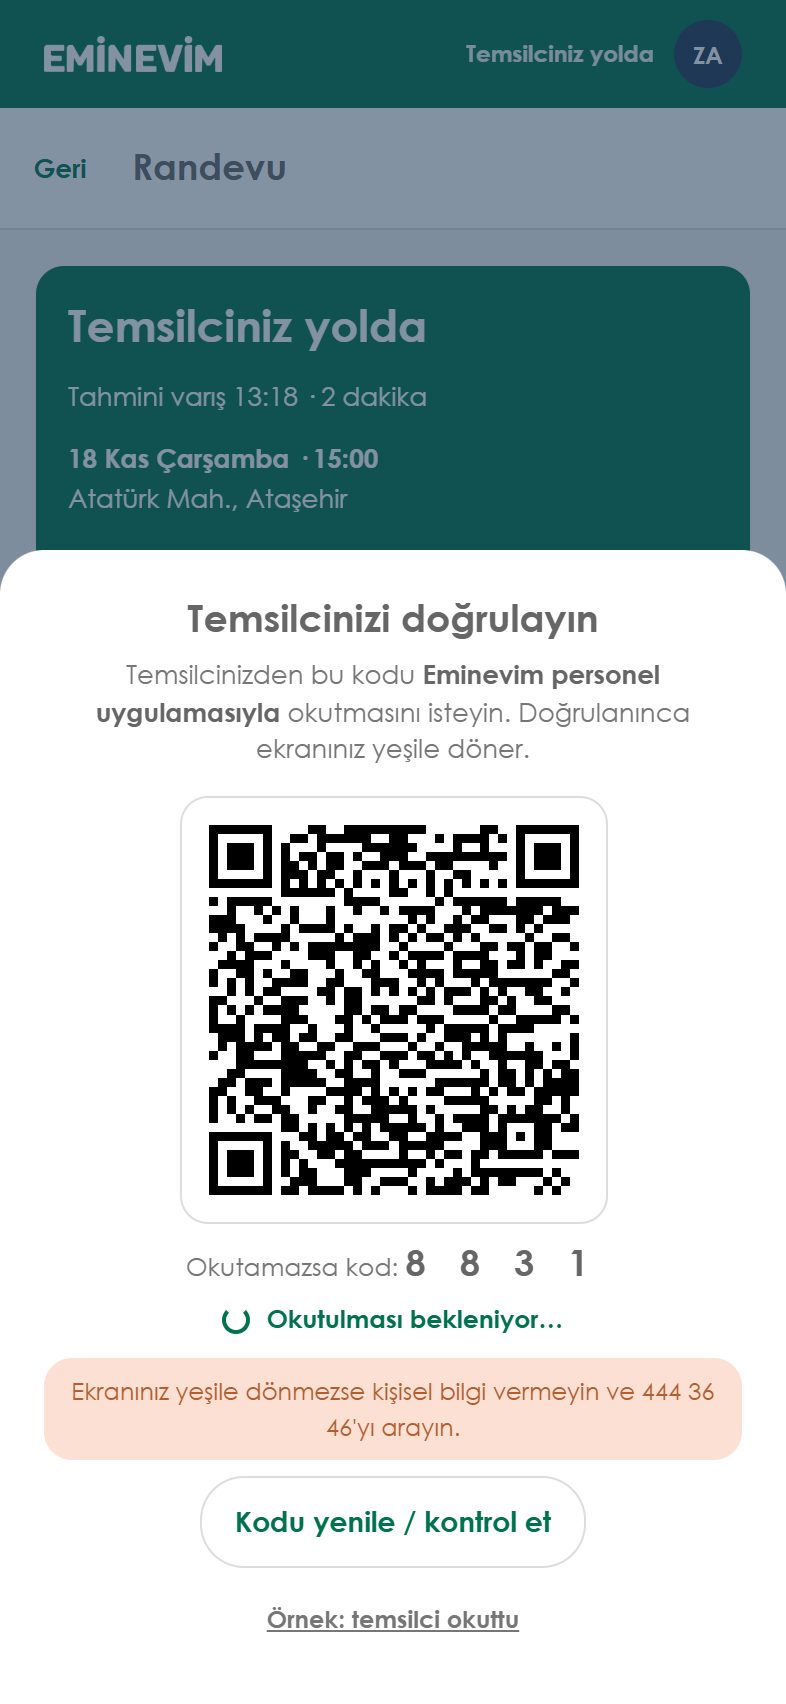 EMİNEVİM
Temsilciniz yolda
ZA
Geri
Randevu
Temsilciniz yolda
Tahmini varış 13:18 · 2 dakika
18 Kas Çarşamba · 15:00
Atatürk Mah., Ataşehir
Temsilcinizi doğrulayın
Temsilcinizden bu kodu Eminevim personel
uygulamasıyla okutmasını isteyin. Doğrulanınca
ekranınız yeşile döner.
Okutamazsa kod: 8 8 3 1
Okutulması bekleniyor...
Ekranınız yeşile dönmezse kişisel bilgi vermeyin ve 444 36
46'yı arayın.
Kodu yenile / kontrol et
Örnek: temsilci okuttu